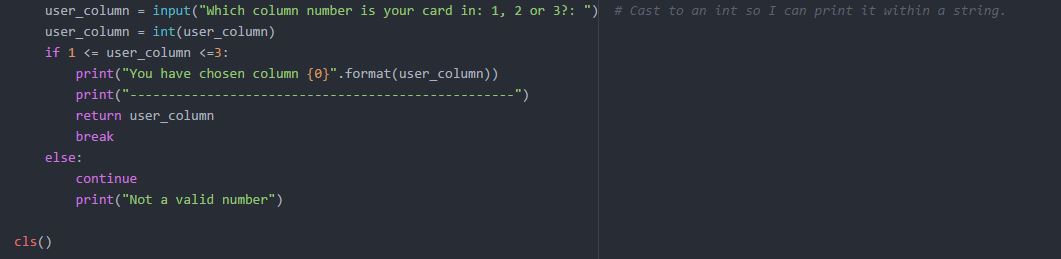 user_column = input("Which column number is your card in: 1, 2 or 3?: ")  # Cast to an int so I can print it within a string.
user_column = int(user_column)
if 1 <= user_column <=3:
print("You have chosen column {0}".format(user_column))
print("--------------------------------------------------")
return user_column
break
else:
continue
print("Not a valid number")
cls()